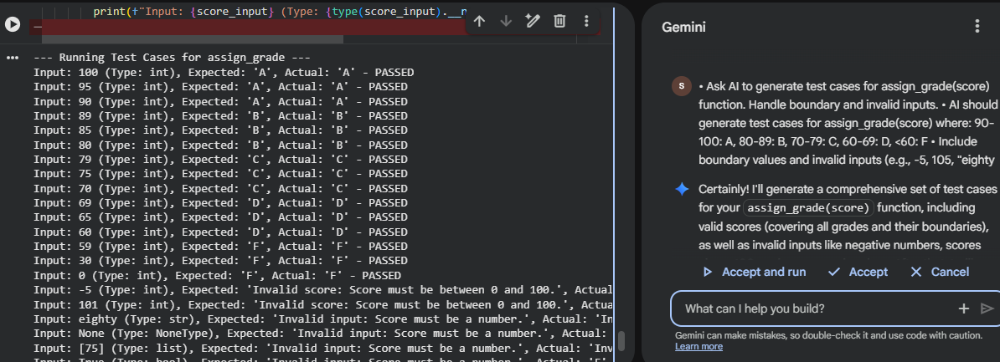 print(f"Input: {score_input} (Type: {type(score_input).__n
--- Running Test Cases for assign_grade ---
Input: 100 (Type: int), Expected: 'A', Actual: 'A' - PASSED
Input: 95 (Type: int), Expected: 'A', Actual: 'A' - PASSED
Input: 90 (Type: int), Expected: 'A', Actual: 'A' - PASSED
Input: 89 (Type: int), Expected: 'B', Actual: 'B' - PASSED
Input: 85 (Type: int), Expected: 'B', Actual: 'B' - PASSED
Input: 80 (Type: int), Expected: 'B', Actual: 'B' - PASSED
Input: 79 (Type: int), Expected: 'C', Actual: 'C' - PASSED
Input: 75 (Type: int), Expected: 'C', Actual: 'C' - PASSED
Input: 70 (Type: int), Expected: 'C', Actual: 'C' - PASSED
Input: 69 (Type: int), Expected: 'D', Actual: 'D' - PASSED
Input: 65 (Type: int), Expected: 'D', Actual: 'D' - PASSED
Input: 60 (Type: int), Expected: 'D', Actual: 'D' - PASSED
Input: 59 (Type: int), Expected: 'F', Actual: 'F' - PASSED
Input: 30 (Type: int), Expected: 'F', Actual: 'F' - PASSED
Input: 0 (Type: int), Expected: 'F', Actual: 'F' - PASSED
Input: -5 (Type: int), Expected: 'Invalid score: Score must be between 0 and 100.', Actual
Input: 101 (Type: int), Expected: 'Invalid score: Score must be between 0 and 100.', Actua
Input: eighty (Type: str), Expected: 'Invalid input: Score must be a number.', Actual: 'In
Input: None (Type: NoneType), Expected: 'Invalid input: Score must be a number.', Actual:
Input: [75] (Type: list), Expected: 'Invalid input: Score must be a number.', Actual: 'Inv
Input: True (Type: bool), Expected: 'Invalid input: Score must be a number.', Actual: 'F'
Gemini
S
• Ask AI to generate test cases for assign_grade(score)
function. Handle boundary and invalid inputs. • AI should
generate test cases for assign_grade(score) where: 90-
100: A, 80-89: B, 70-79: C, 60-69: D, <60: F • Include
boundary values and invalid inputs (e.g., -5, 105, "eighty
Certainly! I'll generate a comprehensive set of test cases
for your assign_grade(score) function, including
valid scores (covering all grades and their boundaries),
as well as invalid inputs like negative numbers, scores
Accept and run Accept Cancel
What can I help you build?
Gemini can make mistakes, so double-check it and use code with caution.
Learn more